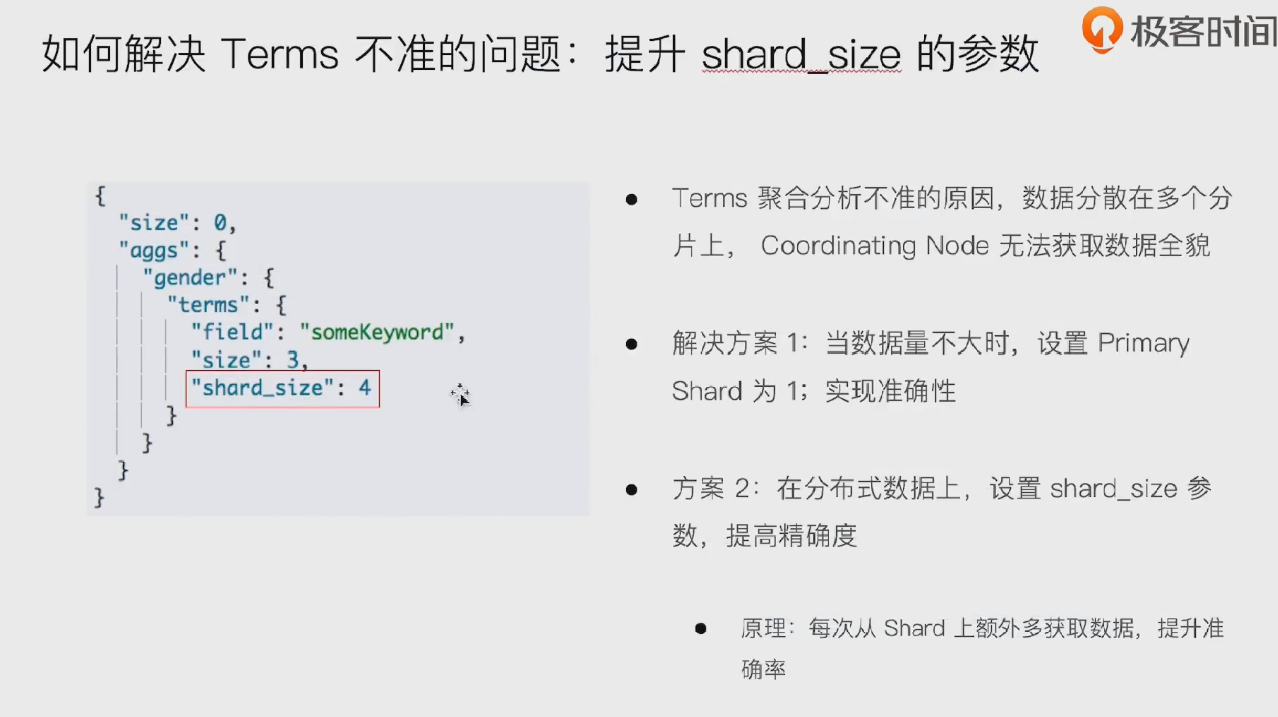 极客时间
如何解决 Terms 不准的问题：提升 shard_size 的参数
{
"size": 0,
"aggs": {
"gender": {
"terms": {
"field": "someKeyword",
"size": 3,
"shard_size": 4
}
}
}
}
● Terms 聚合分析不准的原因，数据分散在多个分
片上， Coordinating Node 无法获取数据全貌
● 解决方案 1：当数据量不大时，设置 Primary
Shard 为 1；实现准确性
● 方案 2：在分布式数据上，设置 shard_size 参
数，提高精确度
● 原理：每次从 Shard 上额外多获取数据，提升准
确率